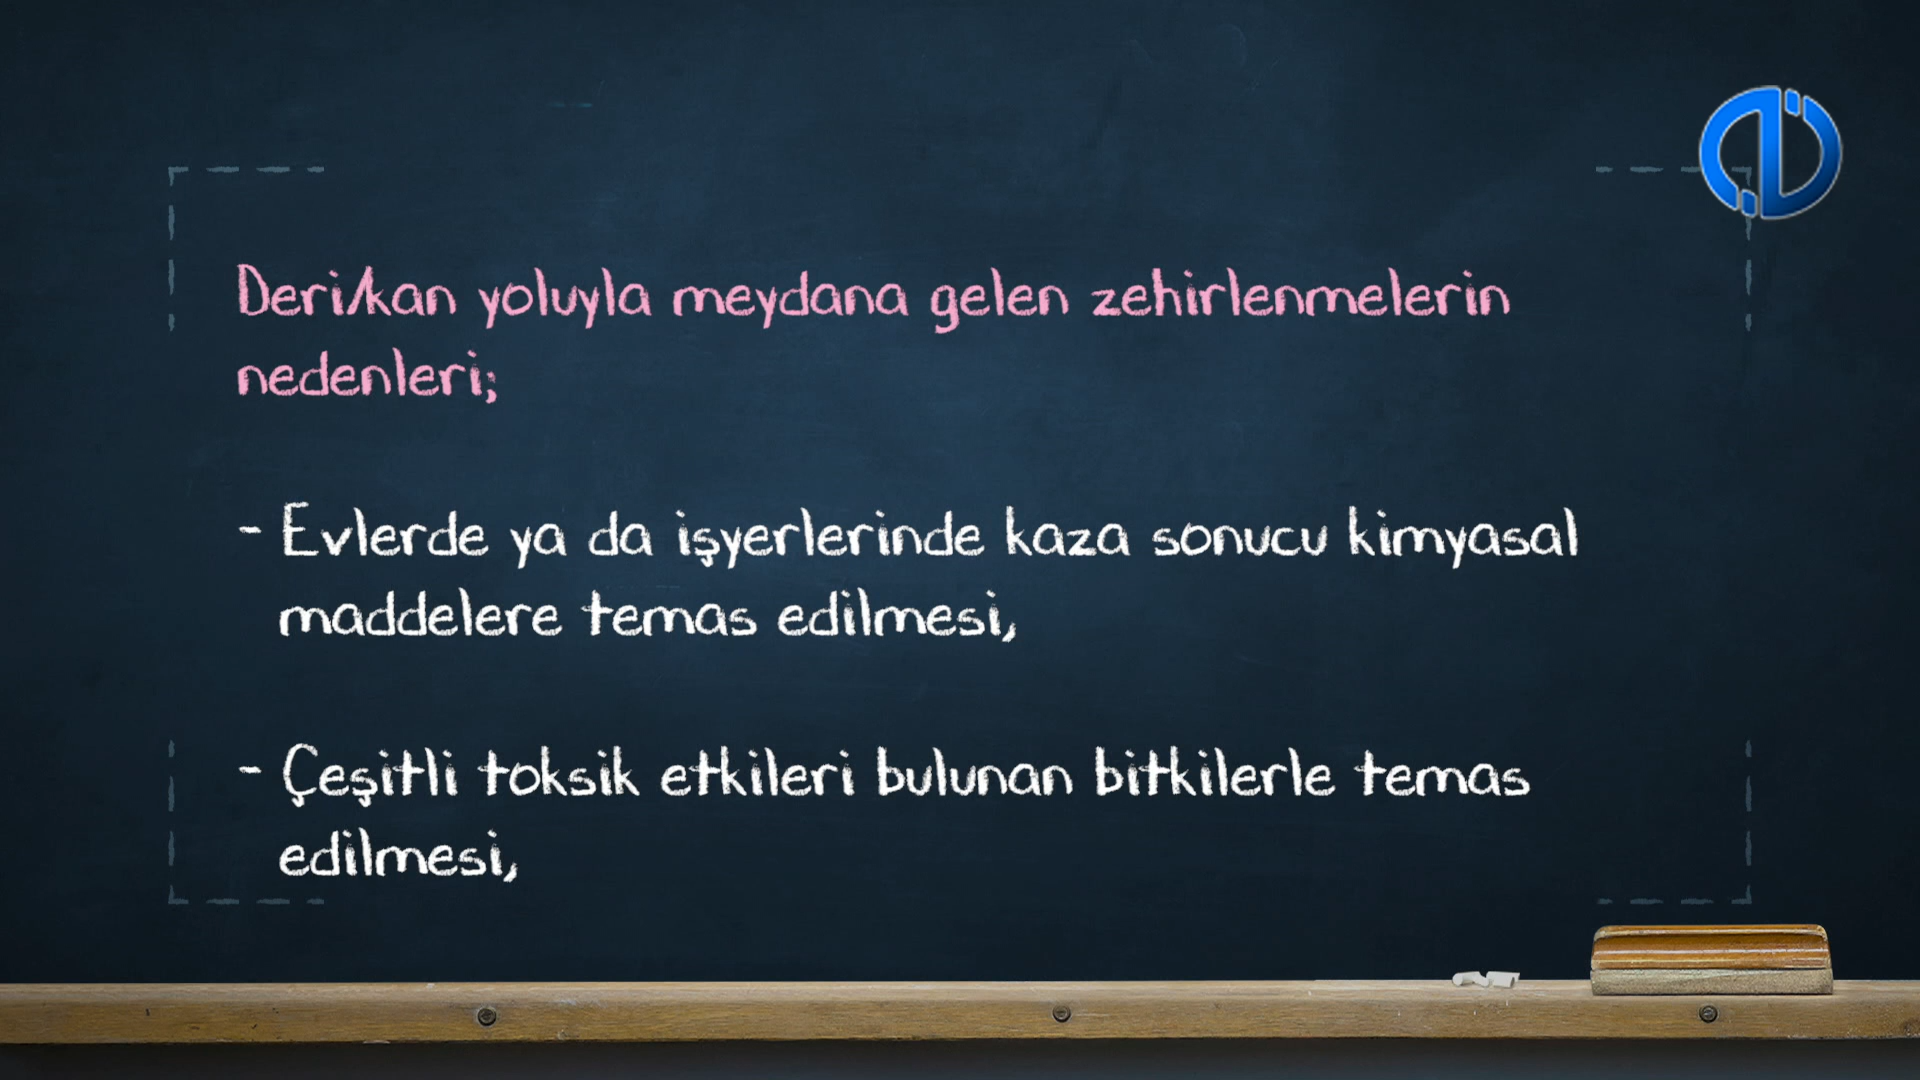 Deri/kan yoluyla meydana gelen zehirlenmelerin
nedenleri;
- Evlerde ya da işyerlerinde kaza sonucu kimyasal
maddelere temas edilmesi,
- Çeşitli toksik etkileri bulunan bitkilerle temas
edilmesi,